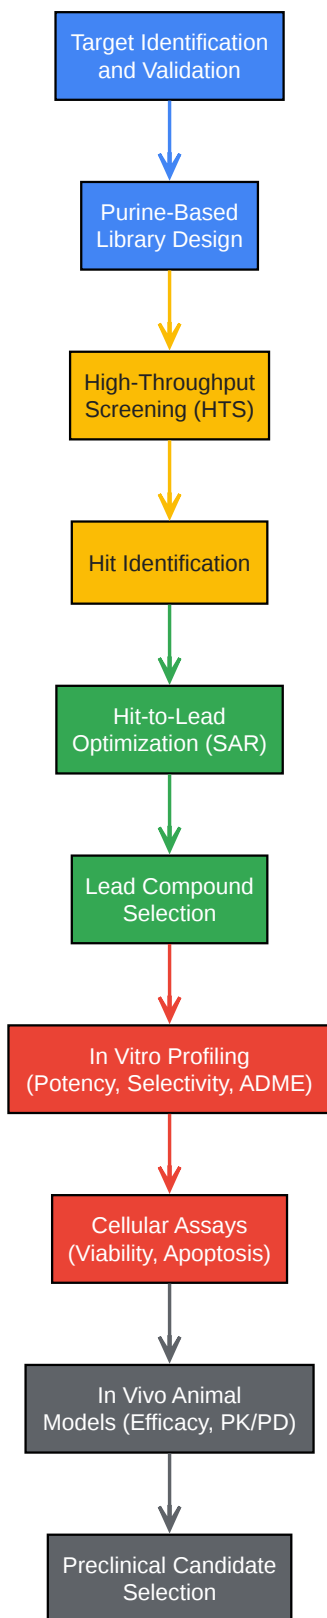 Target Identification
and Validation
Purine-Based
Library Design
High-Throughput
Screening (HTS)
Hit Identification
Hit-to-Lead
Optimization (SAR)
Lead Compound
Selection
In Vitro Profiling
(Potency, Selectivity, ADME)
Cellular Assays
(Viability, Apoptosis)
In Vivo Animal
Models (Efficacy, PK/PD)
Preclinical Candidate
Selection